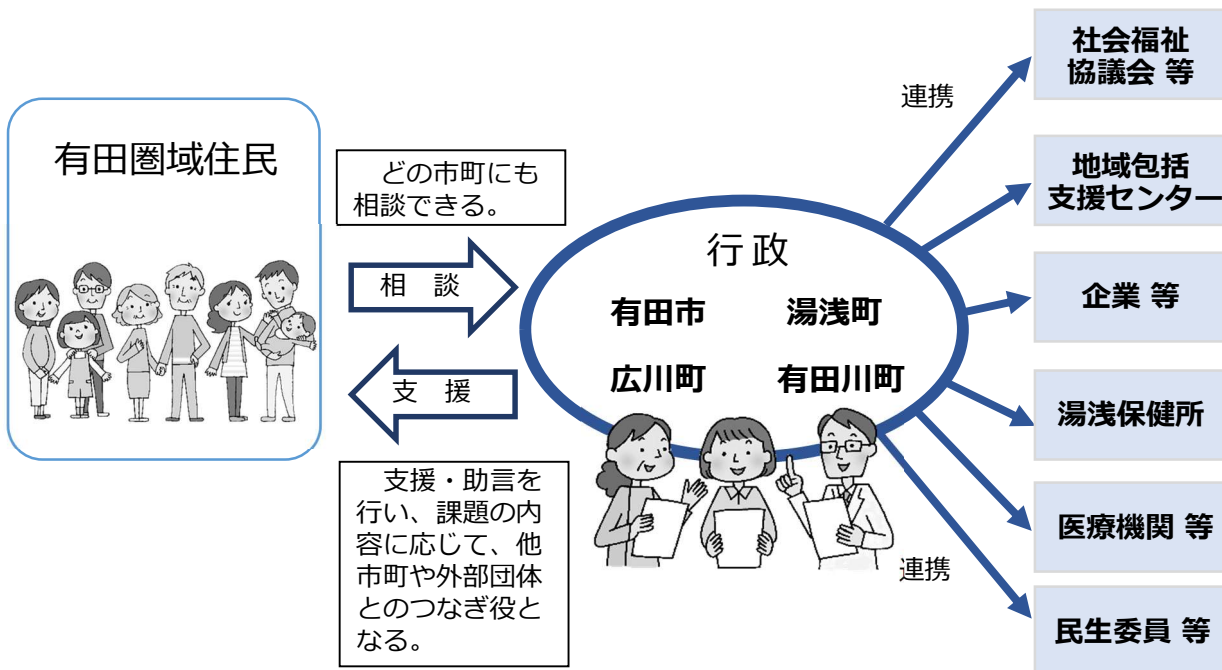 有田圏域住民
どの市町にも
相談できる。
相 談
支 援
支援・助言を
行い、課題の内
容に応じて、他
市町や外部団体
とのつなぎ役と
なる。
行政
有田市 湯浅町
広川町 有田川町
連携
連携
社会福祉
協議会 等
地域包括
支援センター
企業 等
湯浅保健所
医療機関 等
民生委員 等